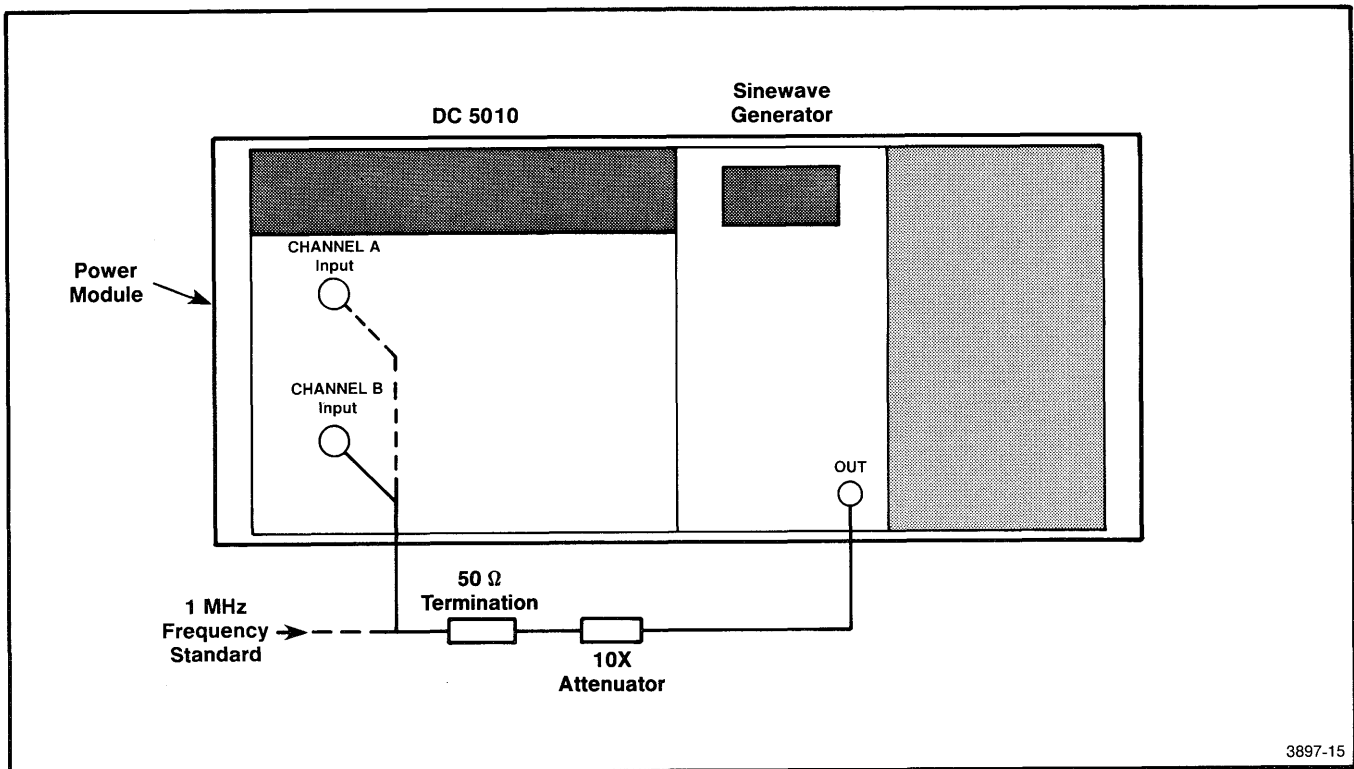 DC 5010
Sinewave
Generator
CHANNEL A
Input
Power
Module
CHANNEL B
Input
OUT
50 Ω
Termination
1 MHz
Frequency
Standard
10X
Attenuator
3897-15